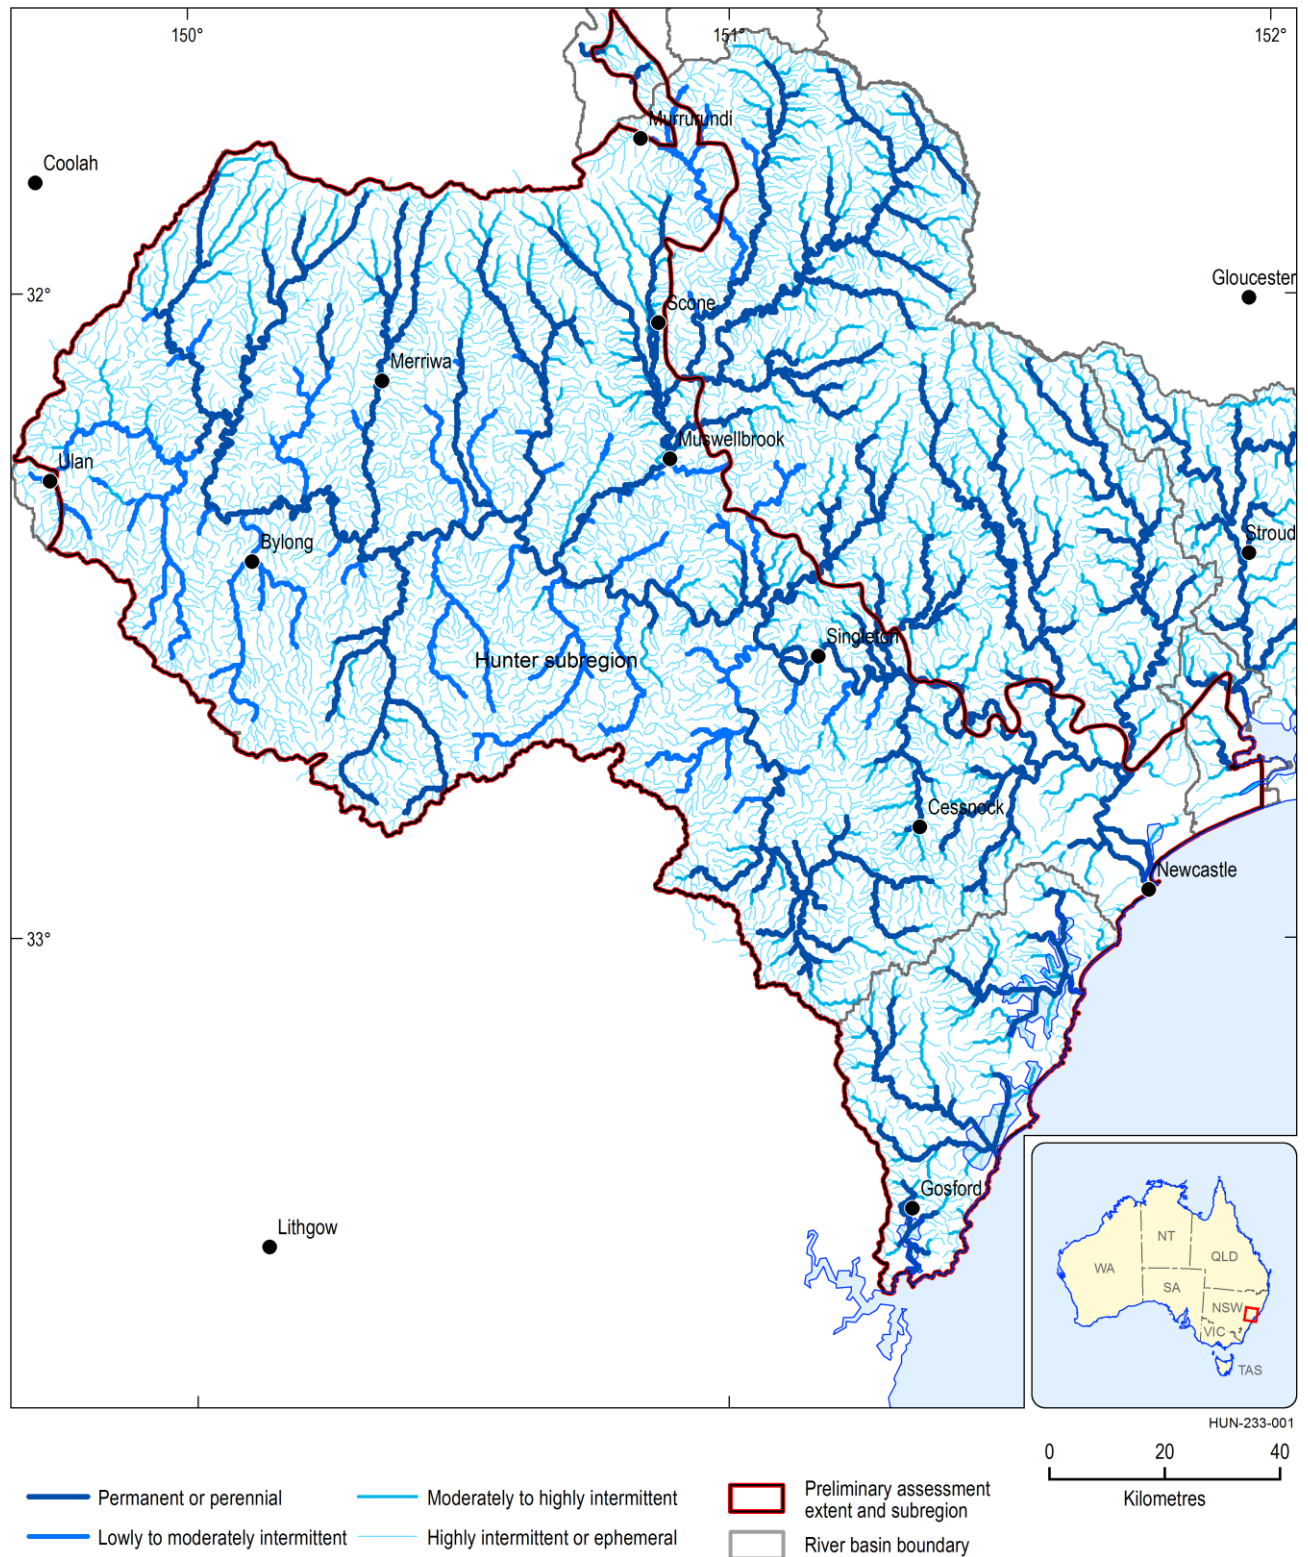 150°
151°
152°
Murrurundi
Coolah
Gloucester
32°
Scone
Merriwa
Muswellbrook
Ulan
Stroud
Bylong
Singleton
Hunter subregion
Cessnock
Newcastle
33°
Gosford
Lithgow
NT
QLD
WA
SA
NSW
VIC
TAS
HUN-233-001
0 20 40
Kilometres
Permanent or perennial
Lowly to moderately intermittent
Moderately to highly intermittent
Highly intermittent or ephemeral
Preliminary assessment
extent and subregion
River basin boundary